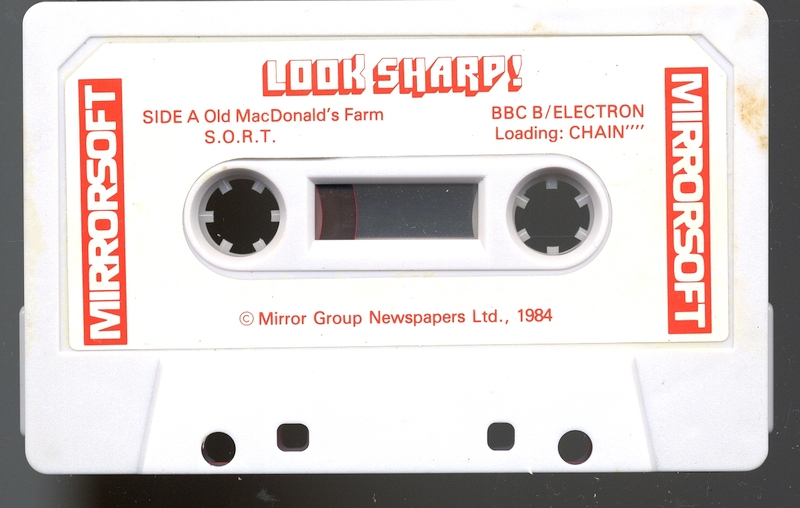 LOOK SHARP!
SIDE A Old MacDonald's Farm
S.O.R.T.
BBC B/ELECTRON
Loading: CHAIN""
MIRRORSOFT
MIRRORSOFT
© Mirror Group Newspapers Ltd., 1984